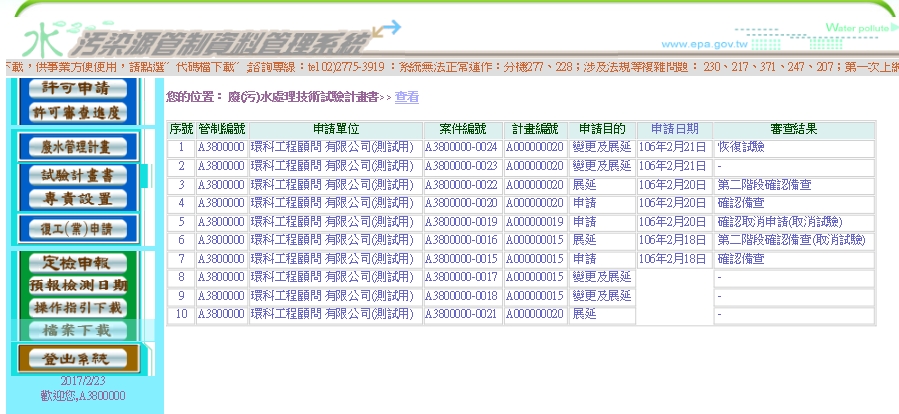 水 污染源管制資料管理系統
Water pollute
www.epa.gov.tw
下載，供事業方便使用，請點選〝代碼檔下載〞 諮詢專線：tel 02)2775-3919：系統無法正常運作：分機277、228；涉及法規等複雜問題： 230、217、371、247、207；第一次上網
許可申請
許可審查進度
廢水管理計畫
試驗計畫書
專責設置
復工(業)申請
定檢申報
預報檢測日期
操作指引下載
檔案下載
登出系統
2017/2/23
歡迎您,A3800000
您的位置： 廢(污)水處理技術試驗計畫書>> 查看
序號 管制編號 申請單位 案件編號 計畫編號 申請目的 申請日期 審查結果
1 A3800000 環科工程顧問 有限公司(測試用) A3800000-0024 A00000020 變更及展延 106年2月21日 恢復試驗
2 A3800000 環科工程顧問 有限公司(測試用) A3800000-0023 A00000020 變更及展延 106年2月21日 -
3 A3800000 環科工程顧問 有限公司(測試用) A3800000-0022 A00000020 展延 106年2月20日 第二階段確認備查
4 A3800000 環科工程顧問 有限公司(測試用) A3800000-0020 A00000020 申請 106年2月20日 確認備查
5 A3800000 環科工程顧問 有限公司(測試用) A3800000-0019 A00000019 申請 106年2月20日 確認取消申請(取消試驗)
6 A3800000 環科工程顧問 有限公司(測試用) A3800000-0016 A00000015 展延 106年2月18日 第二階段確認備查(取消試驗)
7 A3800000 環科工程顧問 有限公司(測試用) A3800000-0015 A00000015 申請 106年2月18日 確認備查
8 A3800000 環科工程顧問 有限公司(測試用) A3800000-0017 A00000015 變更及展延 -
9 A3800000 環科工程顧問 有限公司(測試用) A3800000-0018 A00000015 變更及展延 -
10 A3800000 環科工程顧問 有限公司(測試用) A3800000-0021 A00000020 展延 -